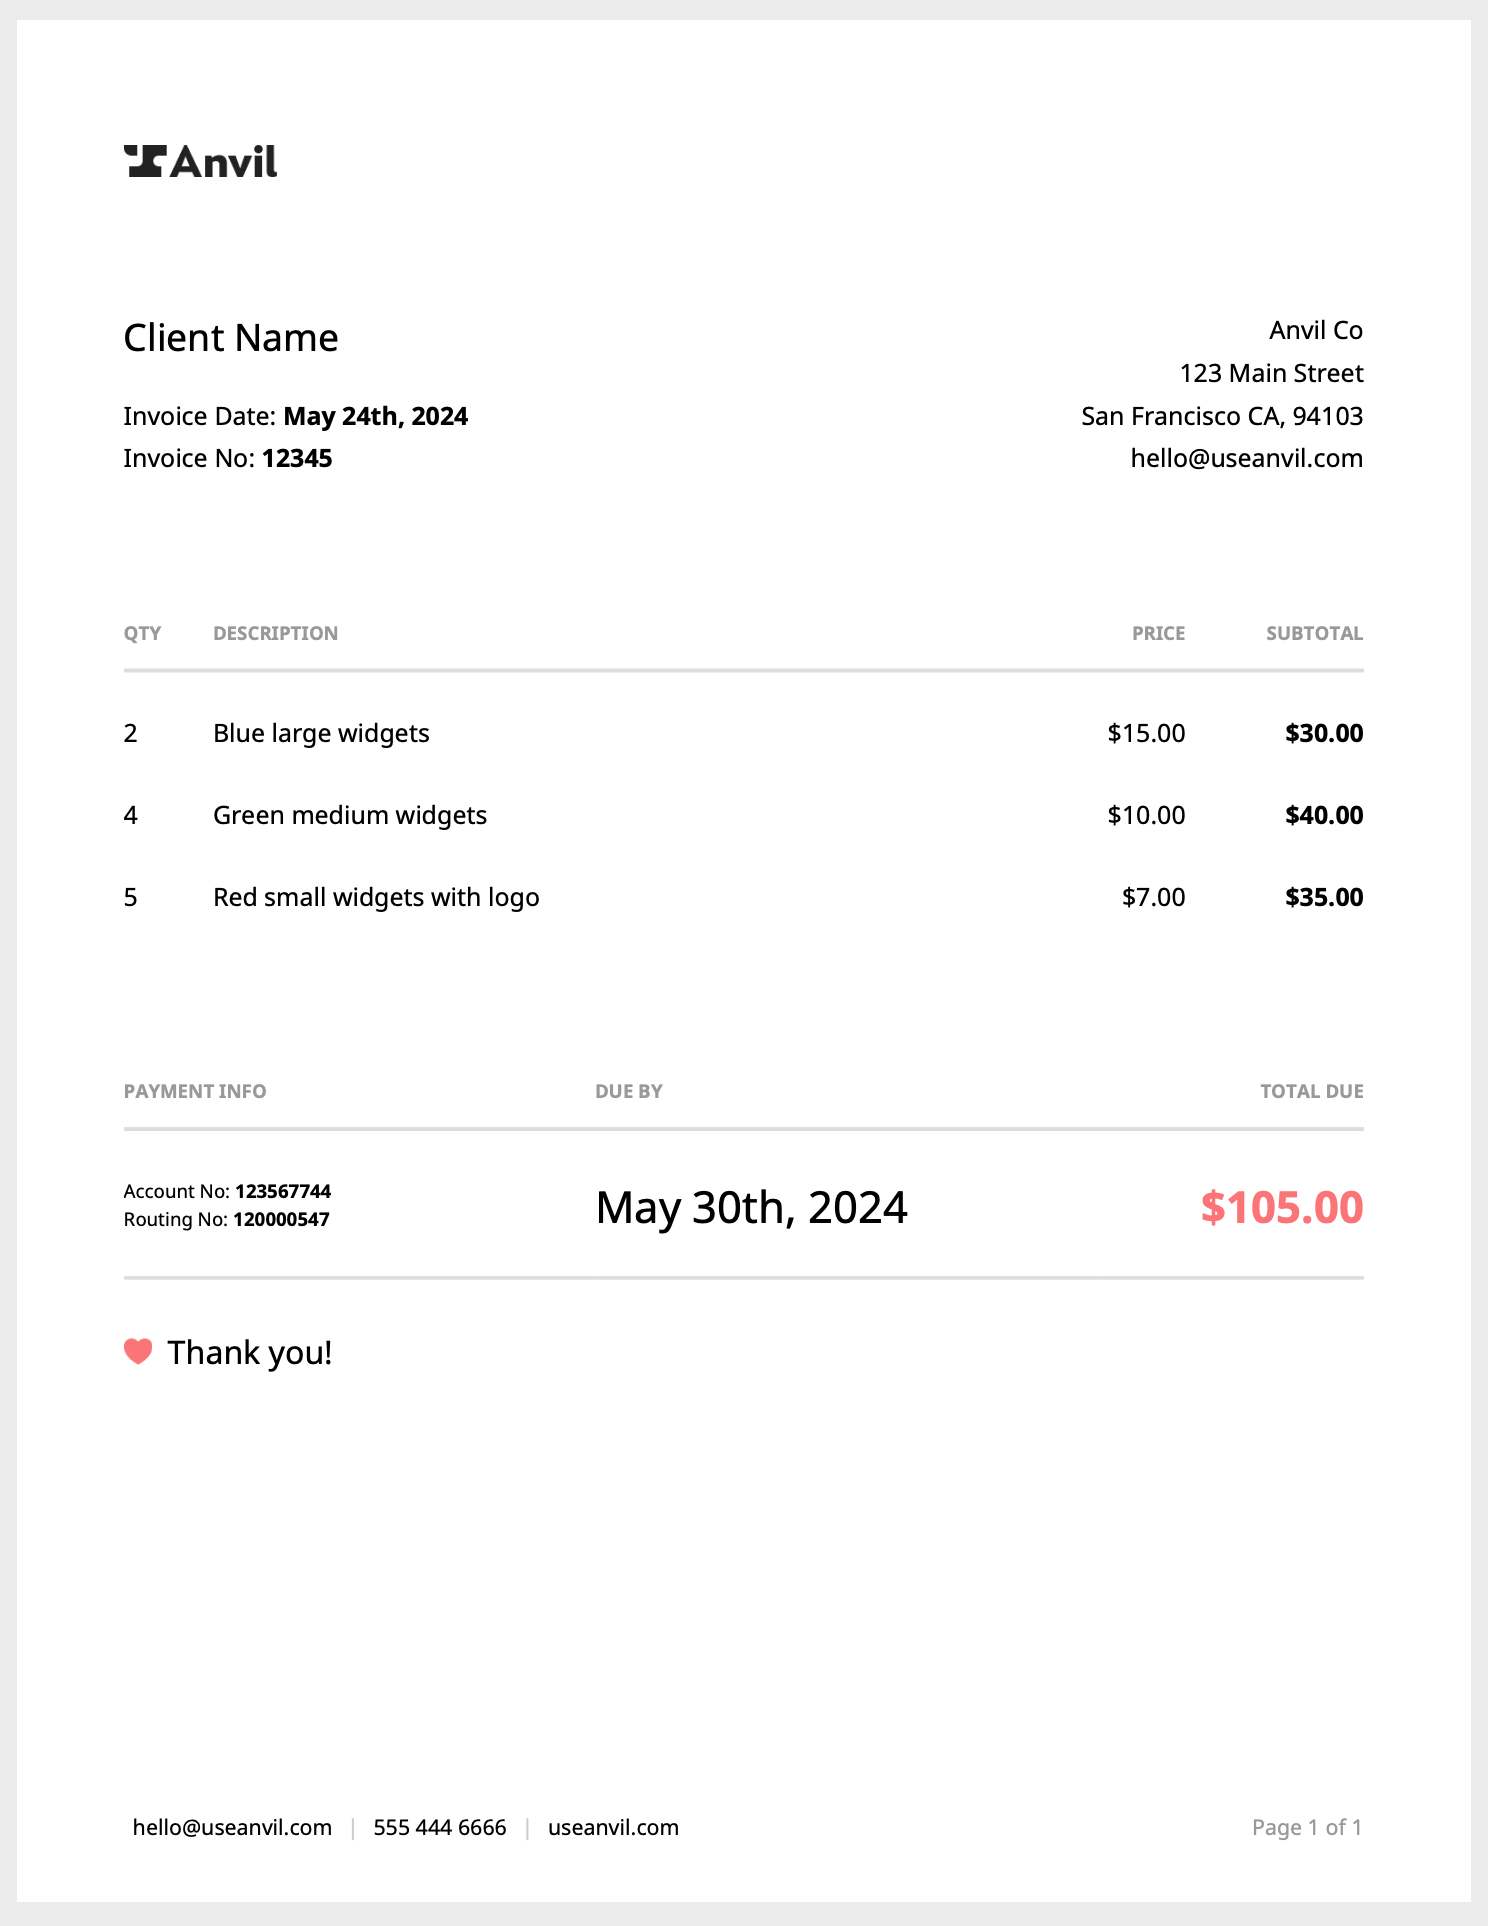 Anvil
Client Name
Invoice Date: May 24th, 2024
Invoice No: 12345
Anvil Co
123 Main Street
San Francisco CA, 94103
hello@useanvil.com
QTY DESCRIPTION PRICE SUBTOTAL
2 Blue large widgets $15.00 $30.00
4 Green medium widgets $10.00 $40.00
5 Red small widgets with logo $7.00 $35.00
PAYMENT INFO DUE BY TOTAL DUE
Account No: 123567744
Routing No: 120000547
May 30th, 2024
$105.00
Thank you!
hello@useanvil.com | 555 444 6666 | useanvil.com Page 1 of 1